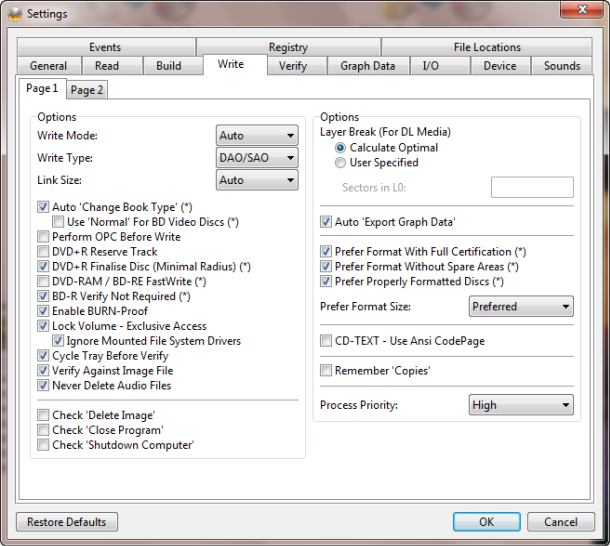 Settings
Events Registry File Locations
General Read Build Write Verify Graph Data I/O Device Sounds
Page 1 Page 2
Options
Write Mode: Auto
Write Type: DAO/SAO
Link Size: Auto
Auto 'Change Book Type' (*)
Use 'Normal' For BD Video Discs (*)
Perform OPC Before Write
DVD+R Reserve Track
DVD+R Finalise Disc (Minimal Radius) (*)
DVD-RAM / BD-RE FastWrite (*)
BD-R Verify Not Required (*)
Enable BURN-Proof
Lock Volume - Exclusive Access
Ignore Mounted File System Drivers
Cycle Tray Before Verify
Verify Against Image File
Never Delete Audio Files
Check 'Delete Image'
Check 'Close Program'
Check 'Shutdown Computer'
Options
Layer Break (For DL Media)
Calculate Optimal
User Specified
Sectors in L0:
Auto 'Export Graph Data'
Prefer Format With Full Certification (*)
Prefer Format Without Spare Areas (*)
Prefer Properly Formatted Discs (*)
Prefer Format Size: Preferred
CD-TEXT - Use Ansi CodePage
Remember 'Copies'
Process Priority: High
Restore Defaults OK Cancel